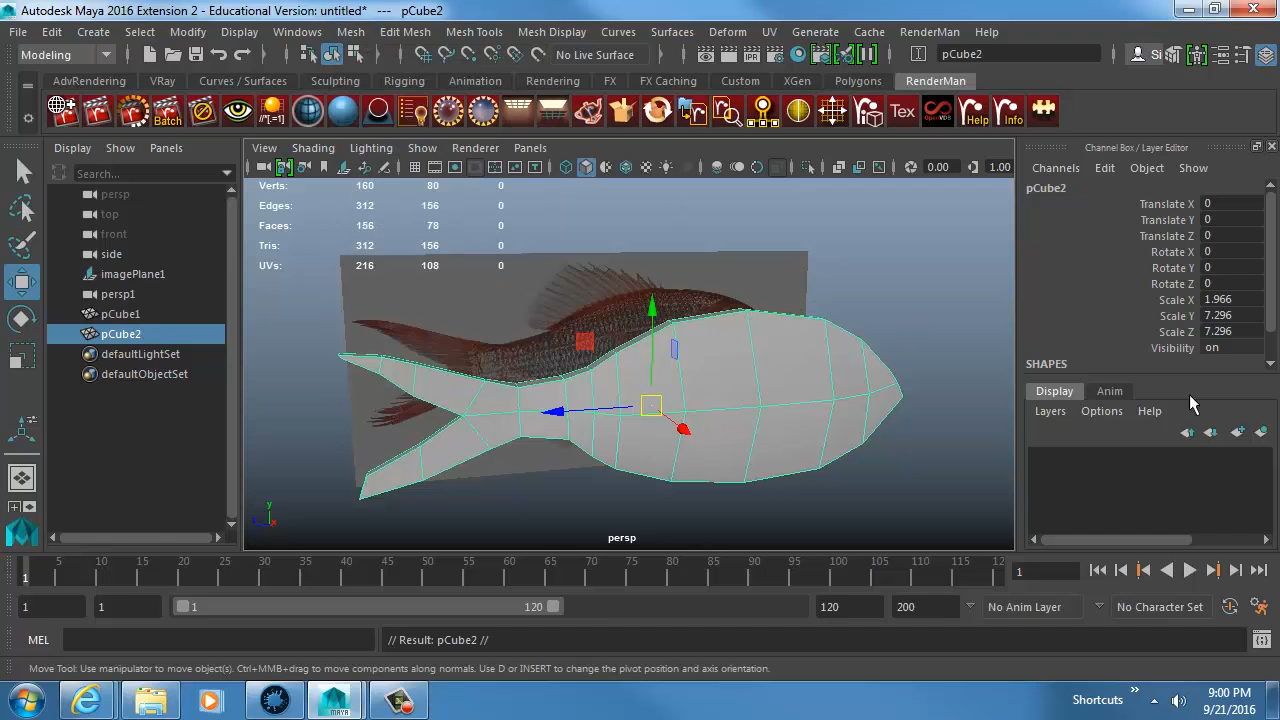 Autodesk Maya 2016 Extension 2 - Educational Version: untitled* --- pCube2
File Edit Create Select Modify Display Windows Mesh Edit Mesh Mesh Tools Mesh Display Curves Surfaces Deform UV Generate Cache RenderMan Help
Modeling No Live Surface pCube2 Si
AdvRendering VRay Curves / Surfaces Sculpting Rigging Animation Rendering FX FX Caching Custom XGen Polygons RenderMan
Batch //*[..=!] Tex OpenVDB Help Info
Display Show Panels
Search...
persp
top
front
side
imagePlane1
persp1
pCube1
pCube2
defaultLightSet
defaultObjectSet
View Shading Lighting Show Renderer Panels
0.00 1.00
Verts: 160 80 0
Edges: 312 156 0
Faces: 156 78 0
Tris: 312 156 0
UVs: 216 108 0
y
z x
persp
Channel Box / Layer Editor
Channels Edit Object Show
pCube2
Translate X 0
Translate Y 0
Translate Z 0
Rotate X 0
Rotate Y 0
Rotate Z 0
Scale X 1.966
Scale Y 7.296
Scale Z 7.296
Visibility on
SHAPES
Display Anim
Layers Options Help
1 5 10 15 20 25 30 35 40 45 50 55 60 65 70 75 80 85 90 95 100 105 110 115 12 1
1 1 1 120 120 200 No Anim Layer No Character Set
MEL // Result: pCube2 //
Move Tool: Use manipulator to move object(s). Ctrl+MMB+drag to move components along normals. Use D or INSERT to change the pivot position and axis orientation.
MAYA Shortcuts » 9:00 PM
9/21/2016